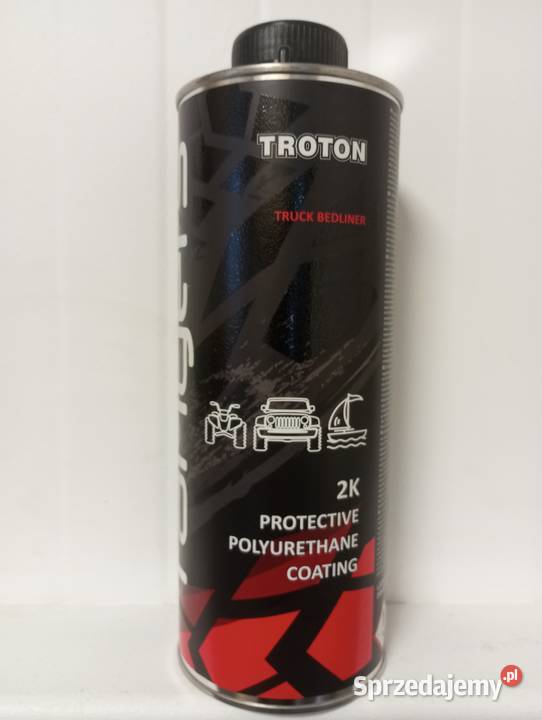 TROTON
TRUCK BEDLINER
2K
PROTECTIVE
POLYURETHANE
COATING
Sprzedajemy.pl